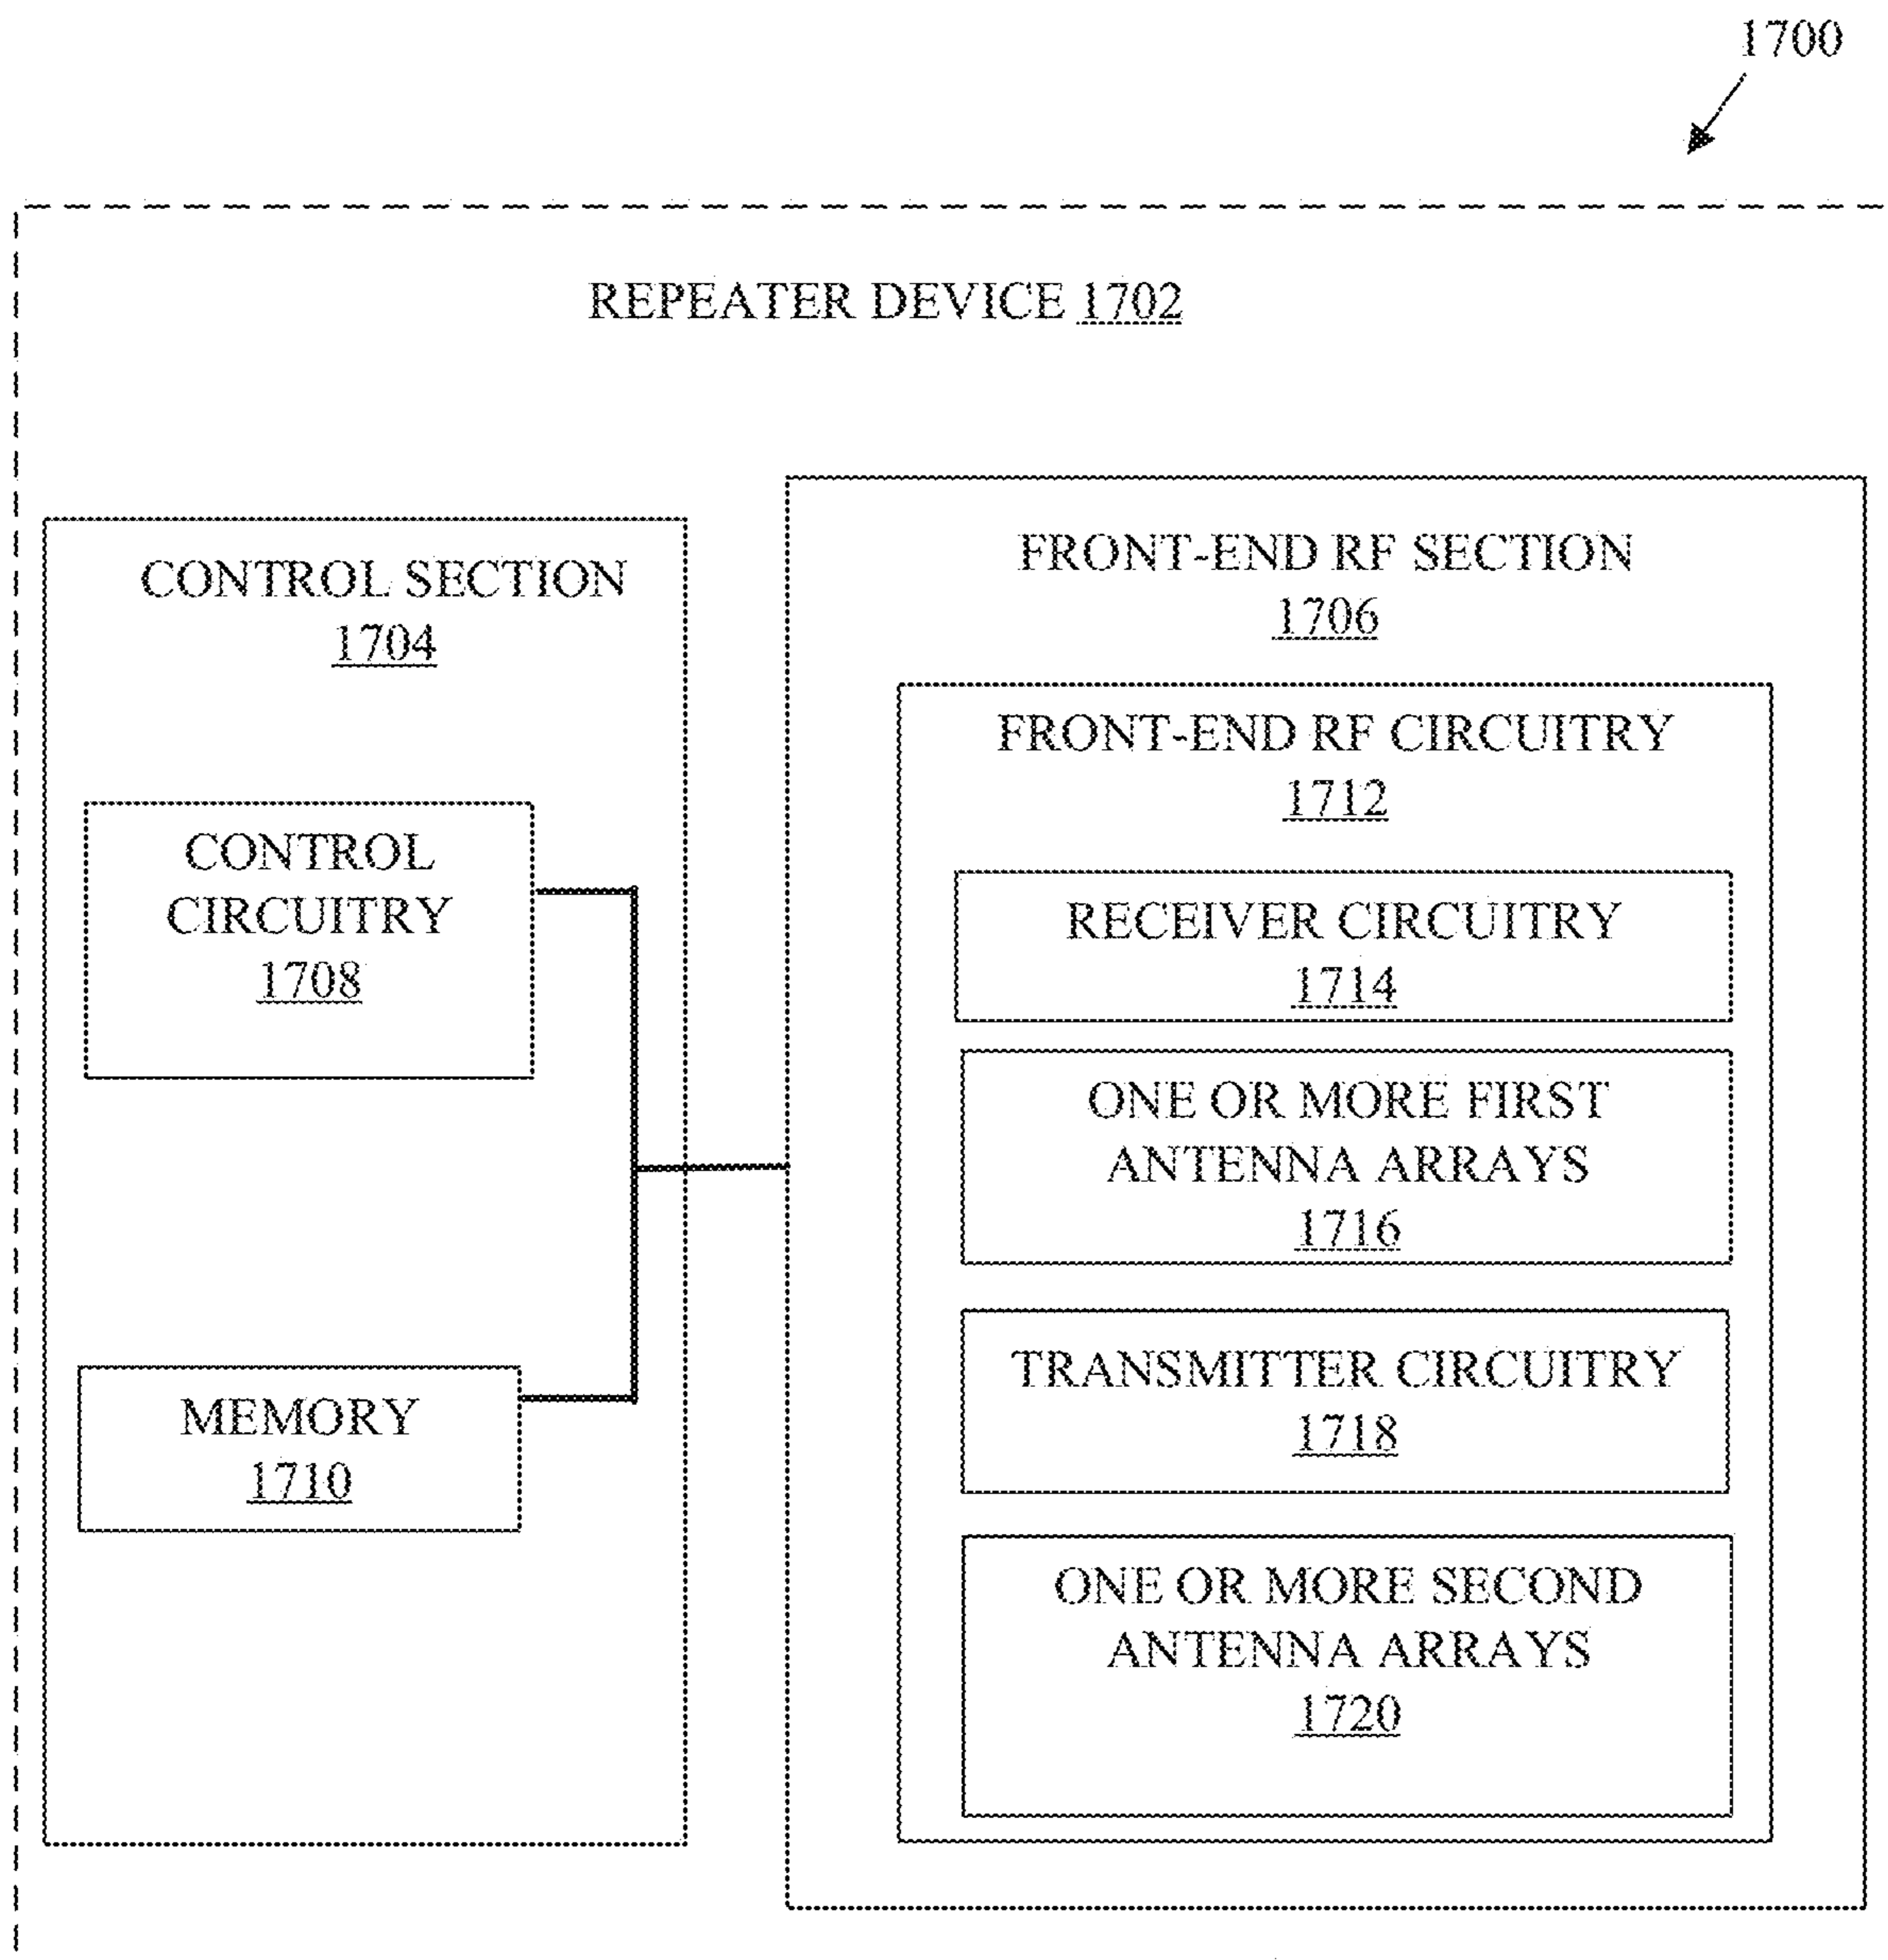 1700
REPEATER DEVICE 1702
CONTROL SECTION
1704
CONTROL
CIRCUITRY
1708
MEMORY
1710
FRONT-END RF SECTION
1706
FRONT-END RF CIRCUITRY
1712
RECEIVER CIRCUITRY
1714
ONE OR MORE FIRST
ANTENNA ARRAYS
1716
TRANSMITTER CIRCUITRY
1718
ONE OR MORE SECOND
ANTENNA ARRAYS
1720